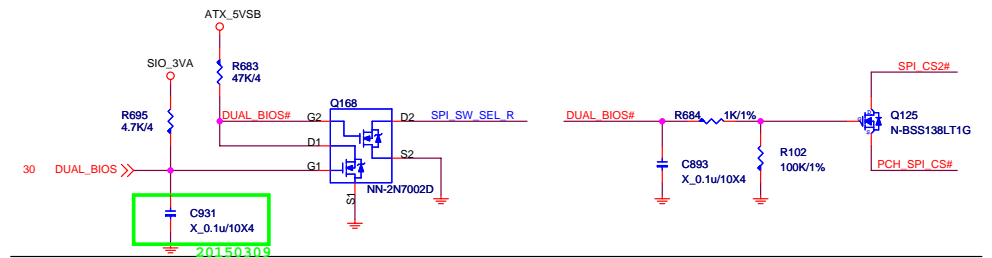 ATX_5VSB
SIO_3VA
R683
47K/4
R695
4.7K/4
Q168
DUAL_BIOS#
G2
D2
SPI_SW_SEL_R
D1
S2
30
DUAL_BIOS
G1
NN-2N7002D
S1
C931
X_0.1u/10X4
20150309
DUAL_BIOS#
R684
1K/1%
C893
X_0.1u/10X4
R102
100K/1%
SPI_CS2#
Q125
N-BSS138LT1G
PCH_SPI_CS#